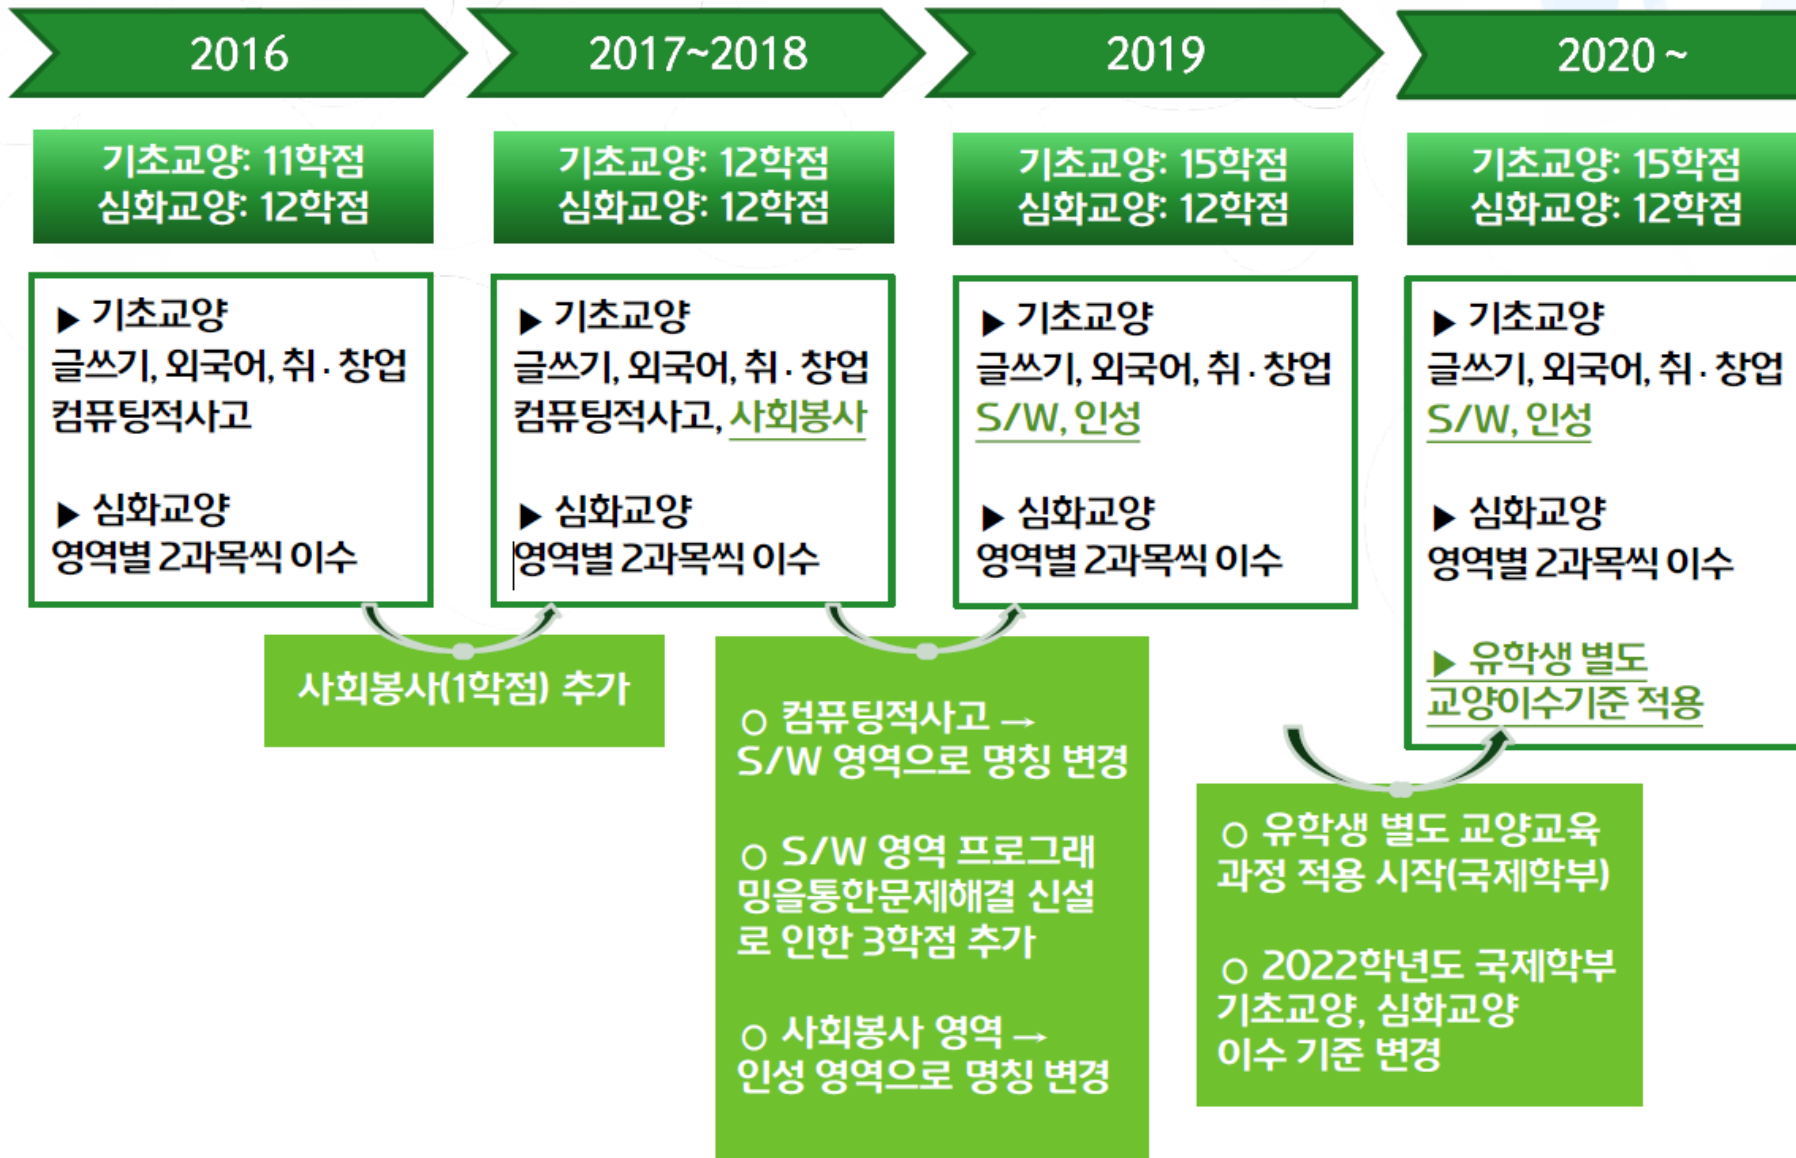 2016
기초교양: 11학점
심화교양: 12학점
▶ 기초교양
글쓰기, 외국어, 취·창업
컴퓨팅적사고
▶ 심화교양
영역별 2과목씩 이수
사회봉사(1학점) 추가
2017~2018
기초교양: 12학점
심화교양: 12학점
▶ 기초교양
글쓰기, 외국어, 취·창업
컴퓨팅적사고, 사회봉사
▶ 심화교양
영역별 2과목씩 이수
○ 컴퓨팅적사고 →
S/W 영역으로 명칭 변경
○ S/W 영역 프로그래
밍을통한문제해결 신설
로 인한 3학점 추가
○ 사회봉사 영역 →
인성 영역으로 명칭 변경
2019
기초교양: 15학점
심화교양: 12학점
▶ 기초교양
글쓰기, 외국어, 취·창업
S/W, 인성
▶ 심화교양
영역별 2과목씩 이수
○ 유학생 별도 교양교육
과정 적용 시작(국제학부)
○ 2022학년도 국제학부
기초교양, 심화교양
이수 기준 변경
2020 ~
기초교양: 15학점
심화교양: 12학점
▶ 기초교양
글쓰기, 외국어, 취·창업
S/W, 인성
▶ 심화교양
영역별 2과목씩 이수
▶ 유학생 별도
교양이수기준 적용